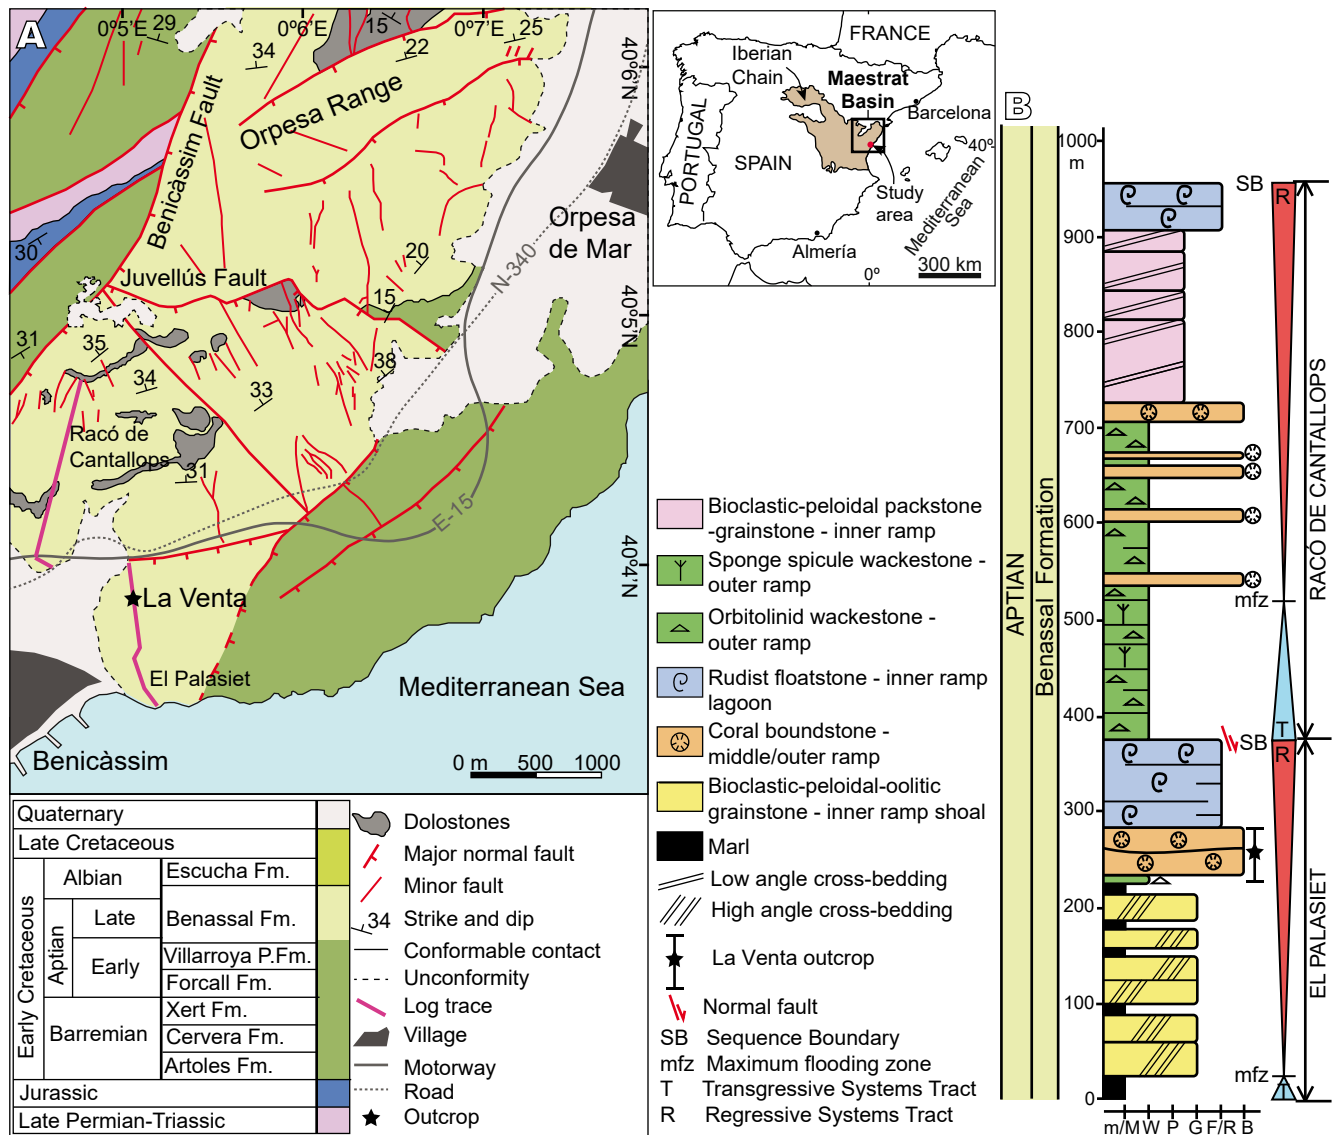 A
0º5'E
0º6'E
0º7'E
29
34
15
22
25
40º6'N
Benicàssim Fault
Orpesa Range
Orpesa
de Mar
N-340
30
Juvellús Fault
20
15
40º5'N
31
35
34
33
38
Racó de
Cantallops
31
E-15
40º4'N
La Venta
El Palasiet
Mediterranean Sea
Benicàssim
0 m 500 1000
Quaternary
Late Cretaceous
Early Cretaceous
Albian
Escucha Fm.
Aptian
Late
Benassal Fm.
Early
Villarroya P.Fm.
Forcall Fm.
Barremian
Xert Fm.
Cervera Fm.
Artoles Fm.
Jurassic
Late Permian-Triassic
Dolostones
Major normal fault
Minor fault
34
Strike and dip
Conformable contact
Unconformity
Log trace
Village
Motorway
Road
Outcrop
FRANCE
Iberian
Chain
Maestrat
Basin
Barcelona
PORTUGAL
SPAIN
40º
Study
area
Mediterranean
Sea
Almería
0º
300 km
Bioclastic-peloidal packstone
-grainstone - inner ramp
Sponge spicule wackestone -
outer ramp
Orbitolinid wackestone -
outer ramp
Rudist floatstone - inner ramp
lagoon
Coral boundstone -
middle/outer ramp
Bioclastic-peloidal-oolitic
grainstone - inner ramp shoal
Marl
Low angle cross-bedding
High angle cross-bedding
La Venta outcrop
Normal fault
SB Sequence Boundary
mfz Maximum flooding zone
T Transgressive Systems Tract
R Regressive Systems Tract
B
APTIAN
Benassal Formation
1000
m
900
800
700
600
500
400
300
200
100
0
m/M W P G F/R B
SB
R
mfz
T
SB
R
mfz
T
RACÓ DE CANTALLOPS
EL PALASIET